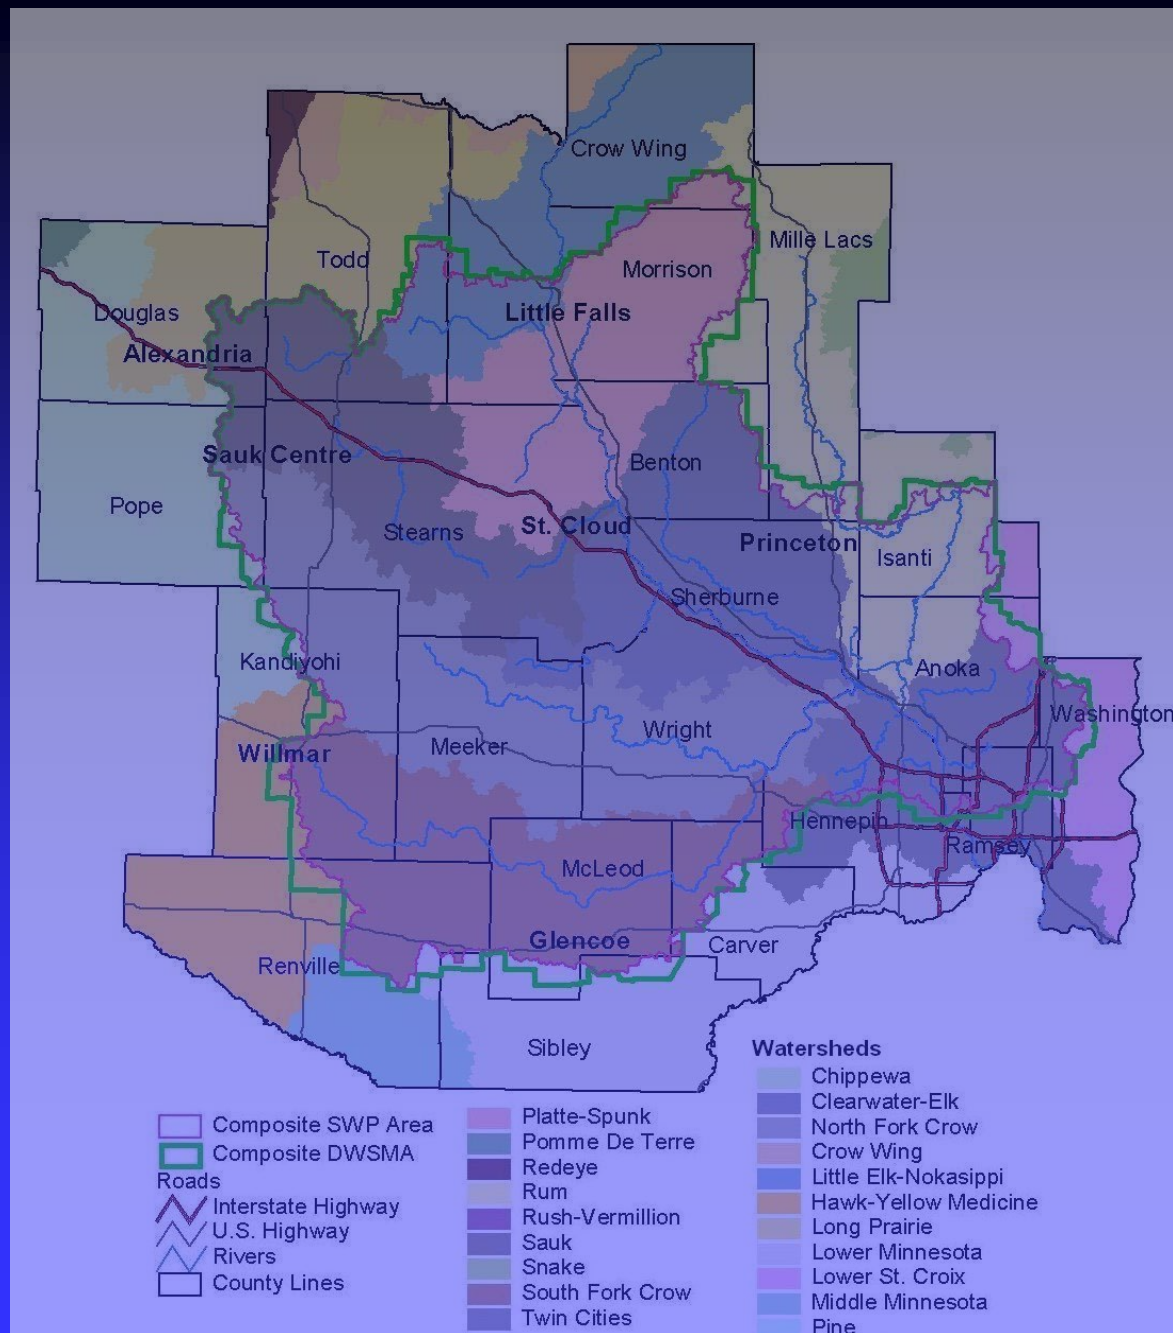 Crow Wing
Mille Lacs
Todd
Morrison
Douglas
Little Falls
Alexandria
Sauk Centre
Benton
Pope
Stearns
St. Cloud
Princeton
Isanti
Sherburne
Kandiyohi
Anoka
Washington
Wright
Meeker
Willmar
Hennepin
Ramsey
McLeod
Glencoe
Carver
Renville
Sibley
Composite SWP Area
Composite DWSMA
Roads
Interstate Highway
U.S. Highway
Rivers
County Lines
Platte-Spunk
Pomme De Terre
Redeye
Rum
Rush-Vermillion
Sauk
Snake
South Fork Crow
Twin Cities
Watersheds
Chippewa
Clearwater-Elk
North Fork Crow
Crow Wing
Little Elk-Nokasippi
Hawk-Yellow Medicine
Long Prairie
Lower Minnesota
Lower St. Croix
Middle Minnesota
Pine